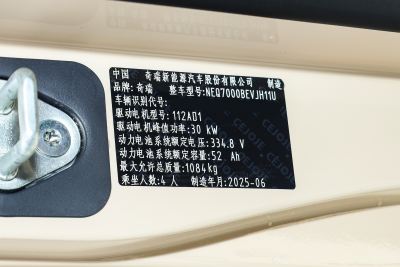 中国 奇瑞新能源汽车股份有限公司 制造
品牌: 奇瑞 整车型号:NEQ7000BEVJH11U
车辆识别代号:
驱动电机型号: 112AD1
驱动电机峰值功率:30 kW
动力电池系统额定电压: 334.8 V
动力电池系统额定容量: 52 Ah
最大允许总质量:1084kg
乘坐人数:4人 制造年月:2025-06